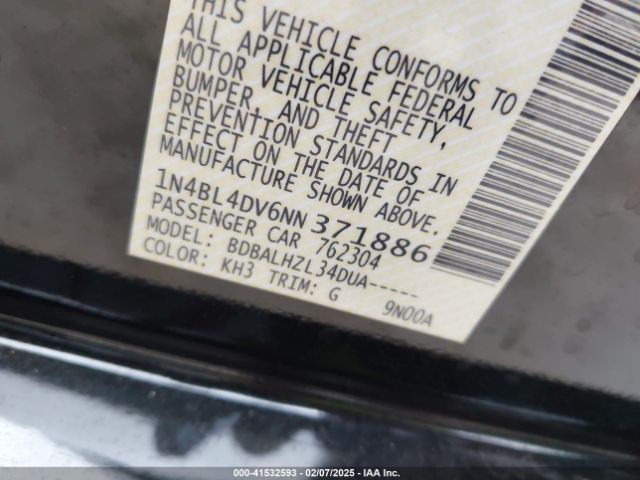 THIS VEHICLE CONFORMS TO
ALL APPLICABLE FEDERAL
MOTOR VEHICLE SAFETY,
BUMPER, AND THEFT
PREVENTION STANDARDS IN
EFFECT ON THE DATE OF
MANUFACTURE SHOWN ABOVE.
1N4BL4DV6NN371886
PASSENGER CAR 762304
MODEL: BDBALHZL34DUA-----
COLOR: KH3 TRIM: G 9N00A
000-41532593 - 02/07/2025 - IAA Inc.